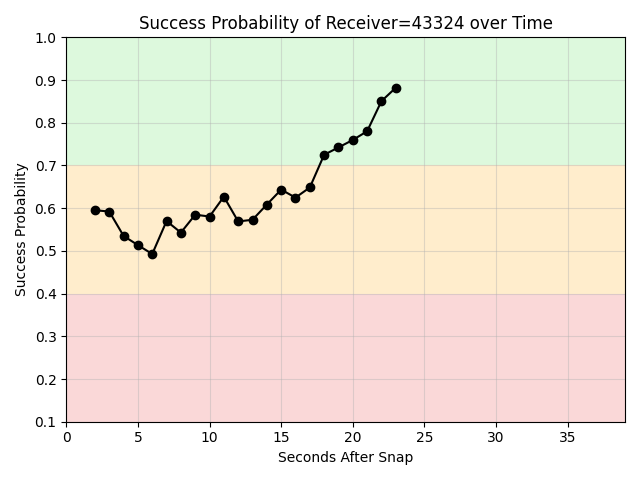 Success Probability of Receiver=43324 over Time
1.0
0.9
0.8
0.7
0.6
0.5
0.4
0.3
0.2
0.1
Success Probability
0 5 10 15 20 25 30 35
Seconds After Snap